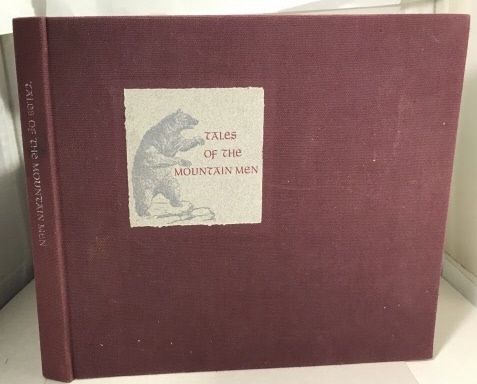 TALES OF THE MOUNTAIN MEN
TALES
OF THE
MOUNTAIN MEN